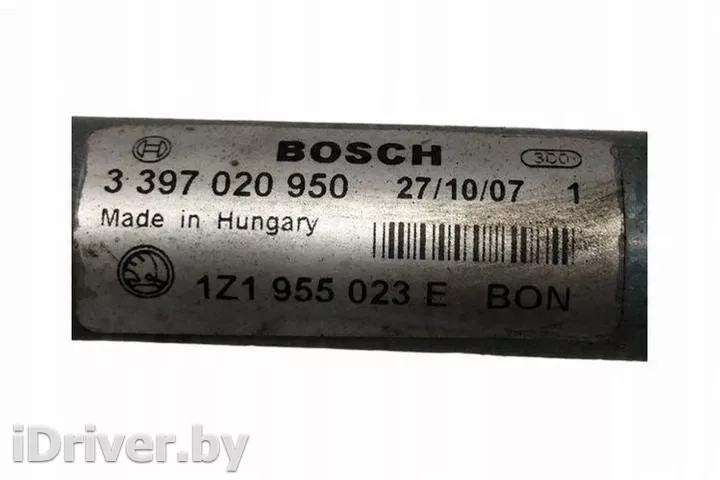 BOSCH
3 397 020 950 27/10/07 1
Made in Hungary
1Z1 955 023 E BON
iDriver.by